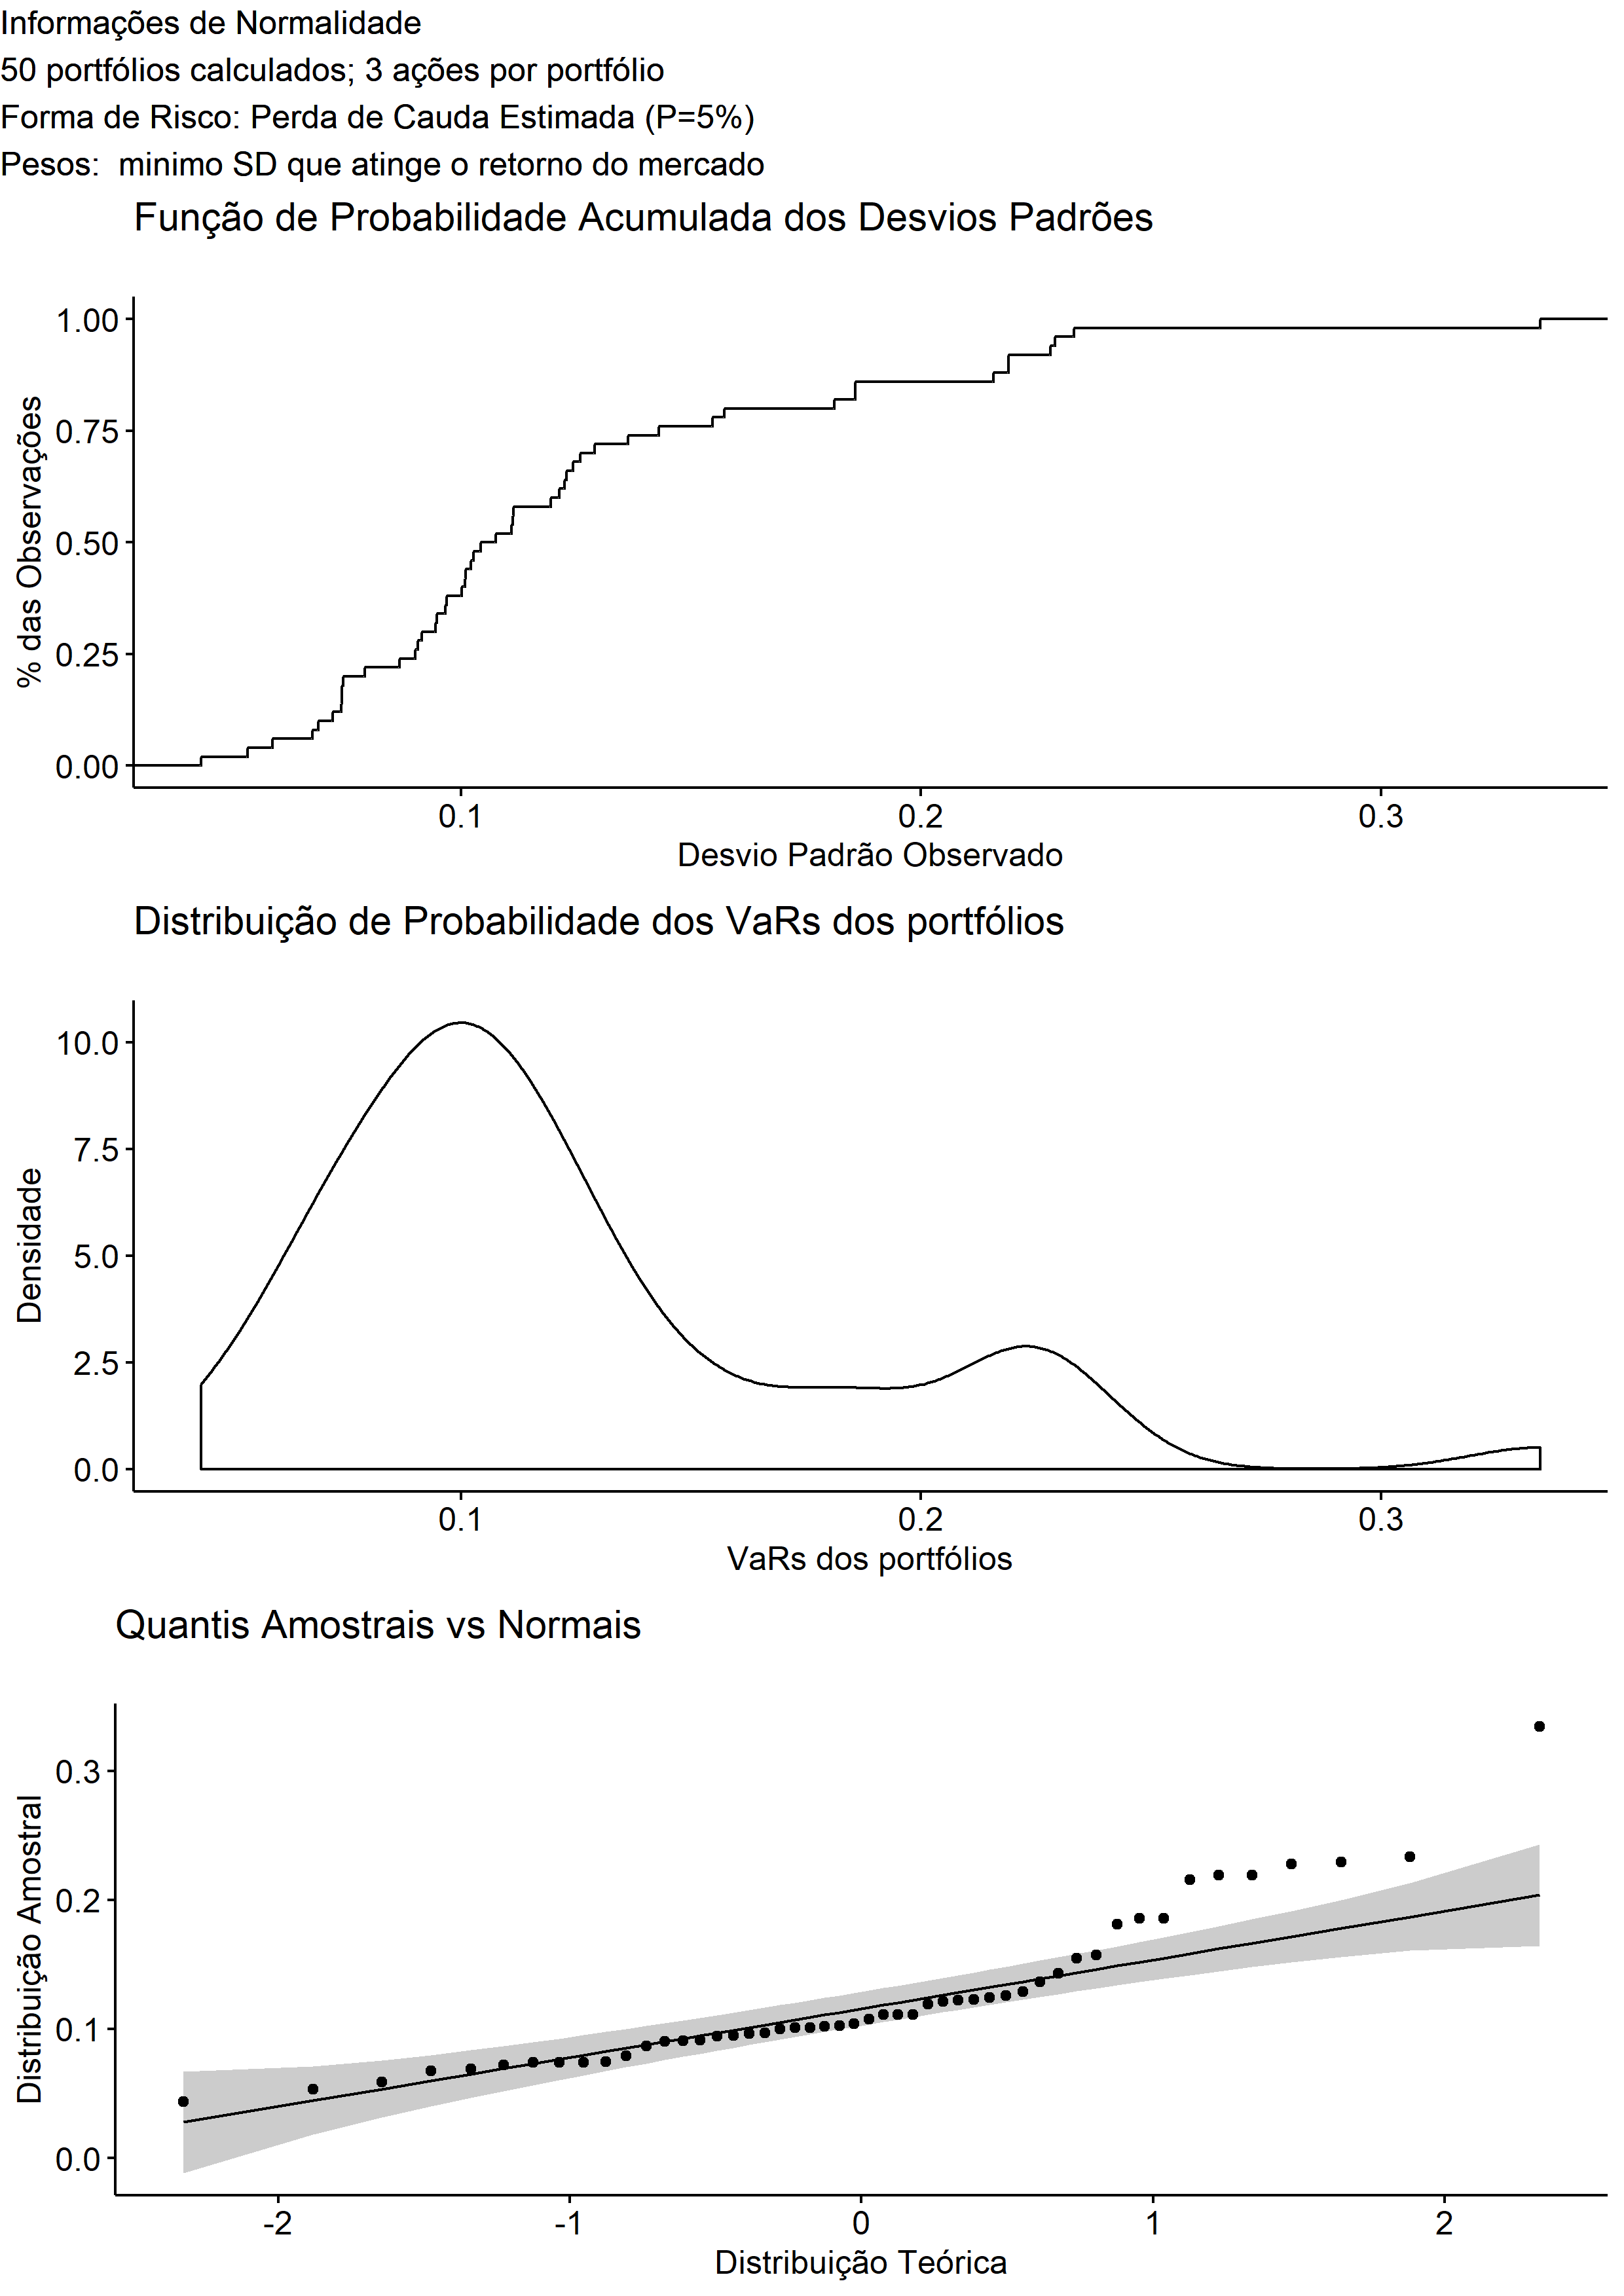 Informações de Normalidade
50 portfólios calculados; 3 ações por portfólio
Forma de Risco: Perda de Cauda Estimada (P=5%)
Pesos:  minimo SD que atinge o retorno do mercado
Função de Probabilidade Acumulada dos Desvios Padrões
% das Observações
1.00
0.75
0.50
0.25
0.00
0.1 0.2 0.3
Desvio Padrão Observado
Distribuição de Probabilidade dos VaRs dos portfólios
Densidade
10.0
7.5
5.0
2.5
0.0
0.1 0.2 0.3
VaRs dos portfólios
Quantis Amostrais vs Normais
Distribuição Amostral
0.3
0.2
0.1
0.0
-2 -1 0 1 2
Distribuição Teórica